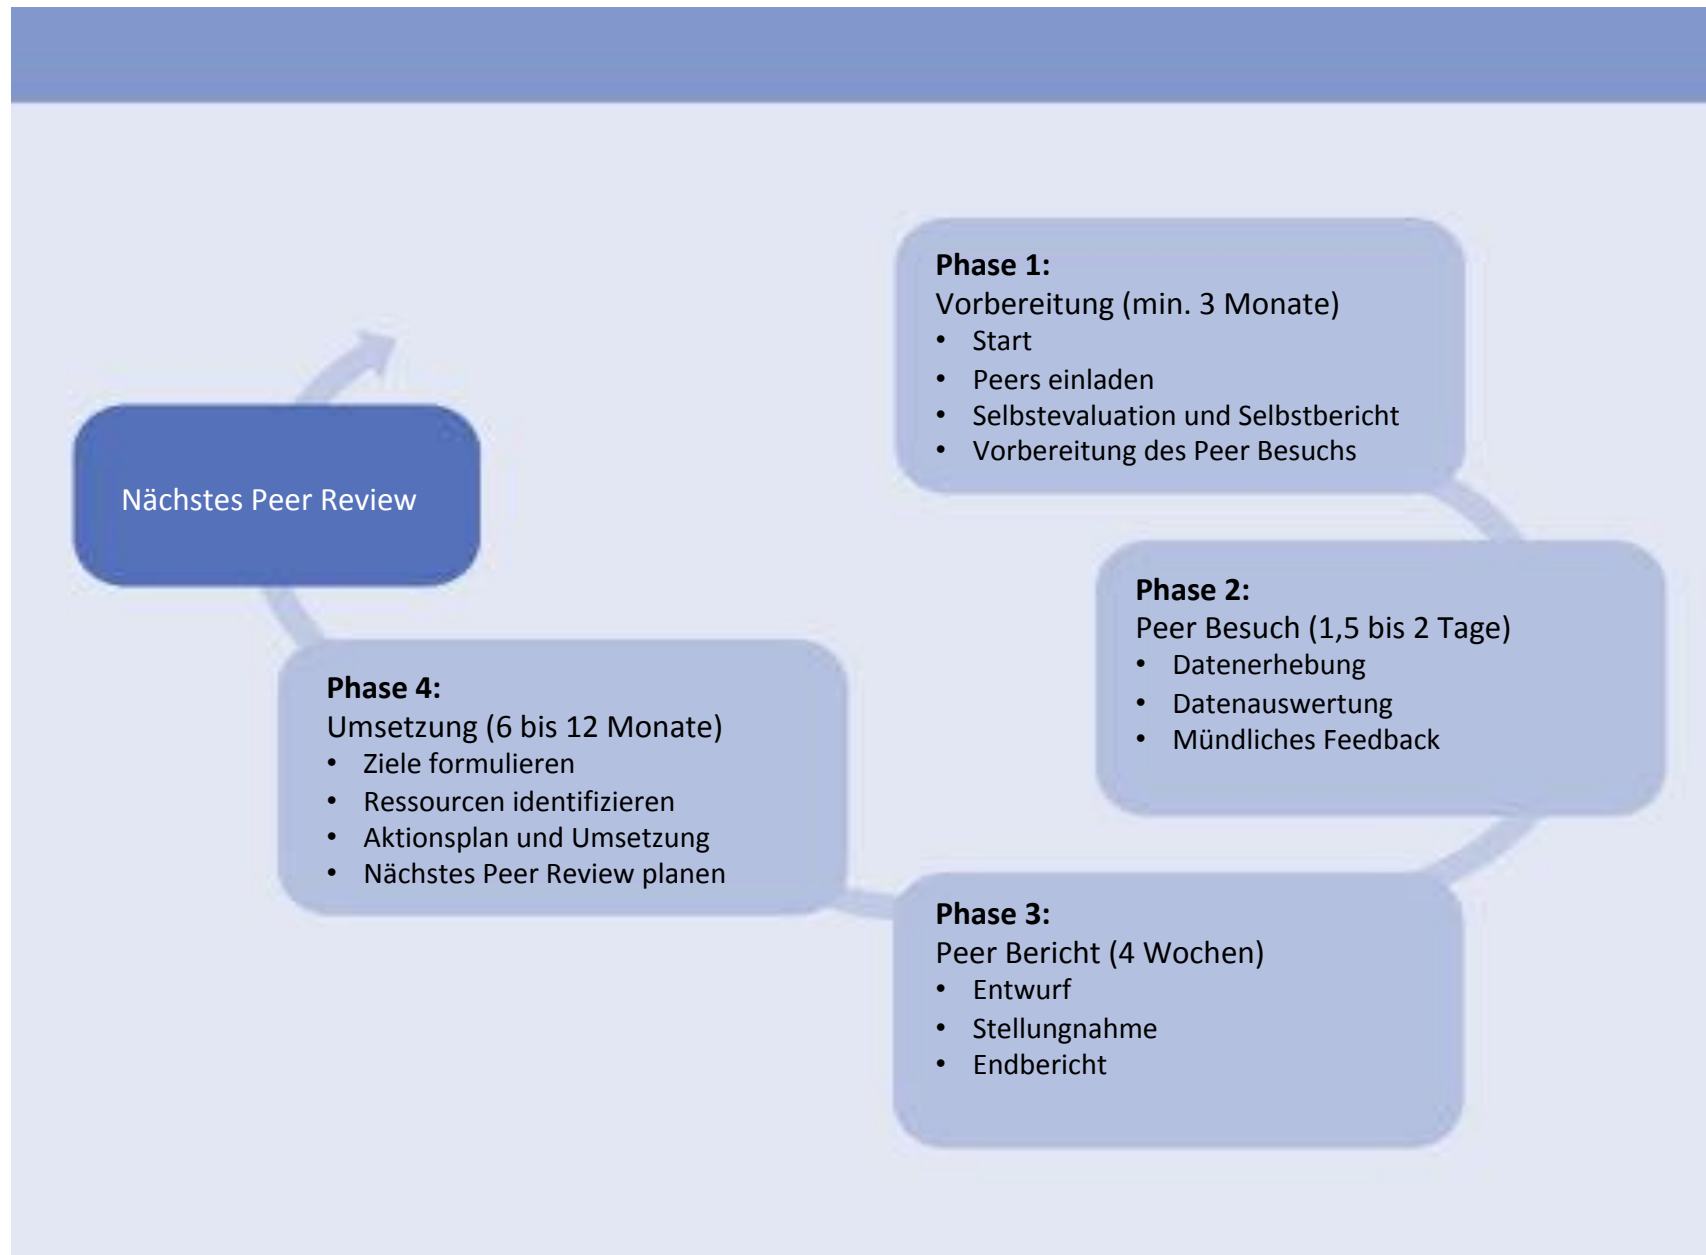 Phase 1:
Vorbereitung (min. 3 Monate)
• Start
• Peers einladen
• Selbstevaluation und Selbstbericht
• Vorbereitung des Peer Besuchs
Phase 2:
Peer Besuch (1,5 bis 2 Tage)
• Datenerhebung
• Datenauswertung
• Mündliches Feedback
Phase 3:
Peer Bericht (4 Wochen)
• Entwurf
• Stellungnahme
• Endbericht
Phase 4:
Umsetzung (6 bis 12 Monate)
• Ziele formulieren
• Ressourcen identifizieren
• Aktionsplan und Umsetzung
• Nächstes Peer Review planen
Nächstes Peer Review